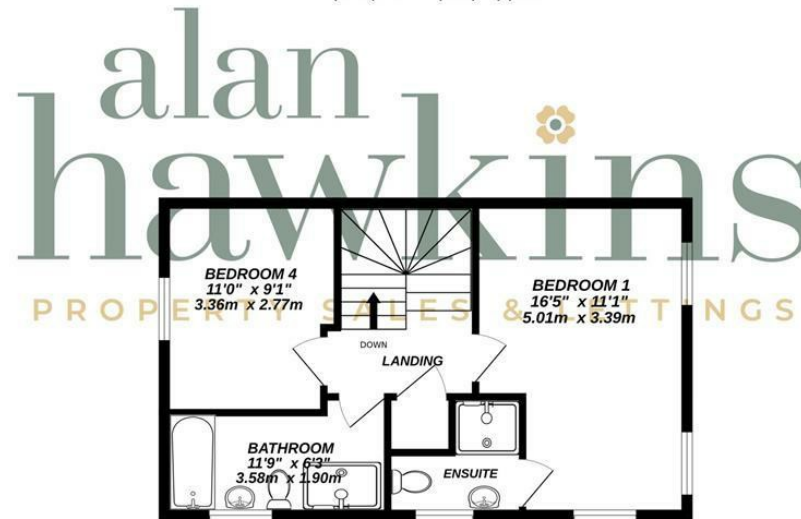 alan
hawkins
PROPERTY SALES & LETTINGS
BEDROOM 4
11'0" x 9'1"
3.36m x 2.77m
BEDROOM 1
16'5" x 11'1"
5.01m x 3.39m
DOWN
LANDING
BATHROOM
11'9" x 6'3"
3.58m x 1.90m
ENSUITE